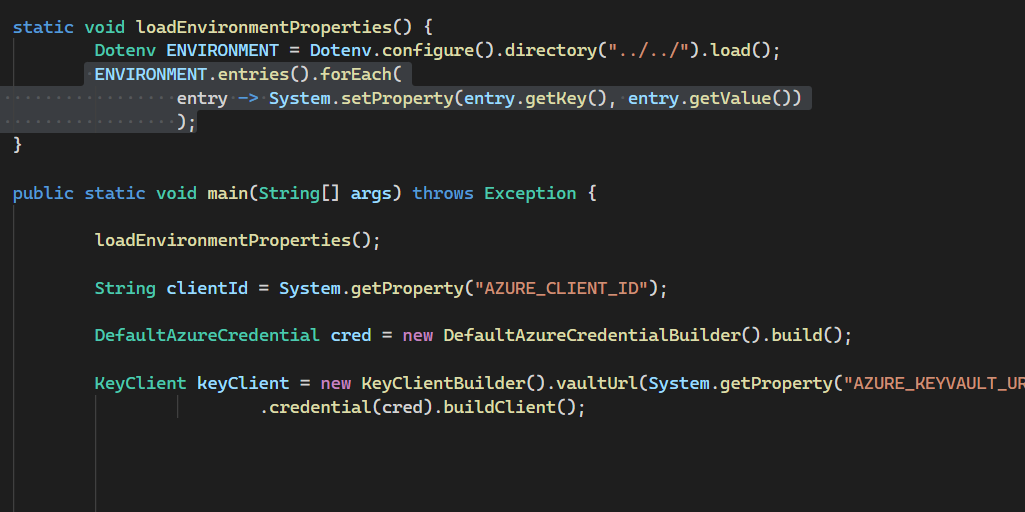 static void loadEnvironmentProperties() {
Dotenv ENVIRONMENT = Dotenv.configure().directory("../../").load();
ENVIRONMENT.entries().forEach(
entry -> System.setProperty(entry.getKey(), entry.getValue())
);
}
public static void main(String[] args) throws Exception {
loadEnvironmentProperties();
String clientId = System.getProperty("AZURE_CLIENT_ID");
DefaultAzureCredential cred = new DefaultAzureCredentialBuilder().build();
KeyClient keyClient = new KeyClientBuilder().vaultUrl(System.getProperty("AZURE_KEYVAULT_UR
.credential(cred).buildClient();